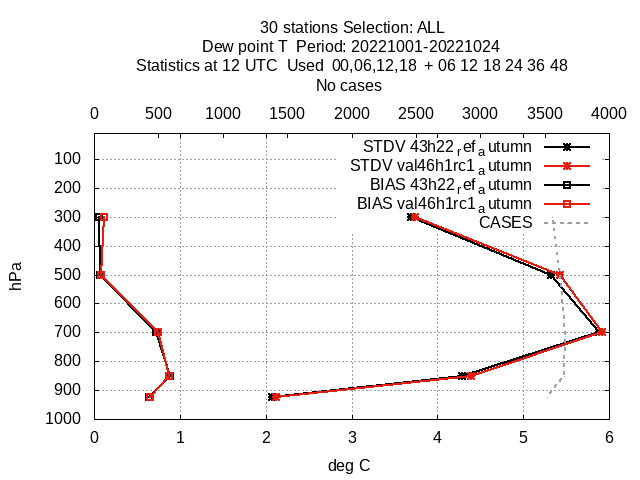 30 stations Selection: ALL
Dew point T  Period: 20221001-20221024
Statistics at 12 UTC  Used  00,06,12,18  + 06 12 18 24 36 48
No cases
0 500 1000 1500 2000 2500 3000 3500 4000
STDV 43h22_ref_autumn
STDV val46h1rc1_autumn
BIAS 43h22_ref_autumn
BIAS val46h1rc1_autumn
CASES
100
200
300
400
500
600
700
800
900
1000
hPa
0 1 2 3 4 5 6
deg C